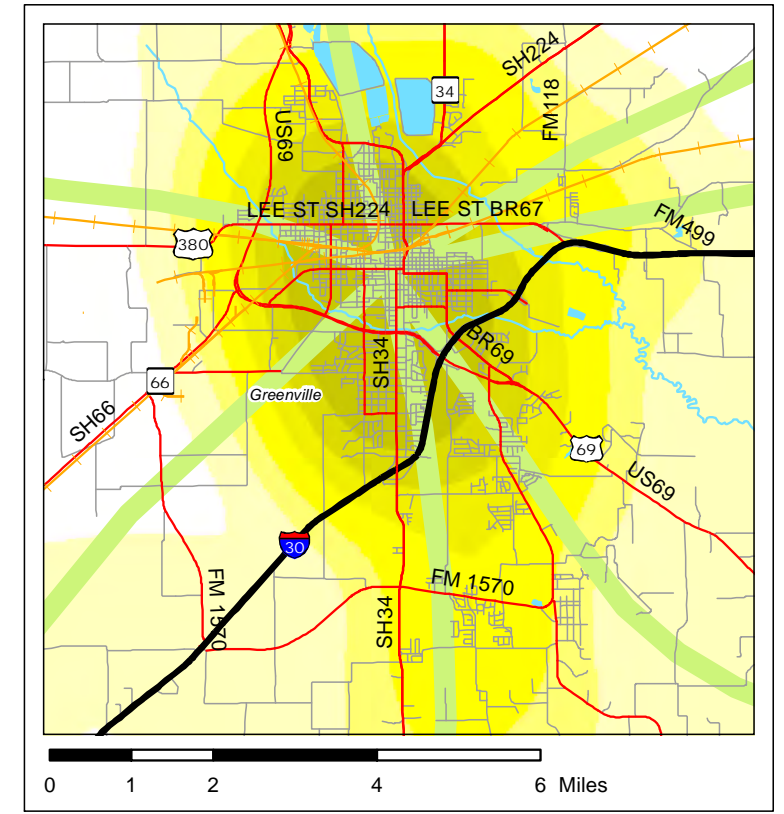 SH224
34
FM118
US69
LEE ST SH224
LEE ST BR67
FM499
380
BR69
SH34
66
Greenville
SH66
69
US69
30
FM 1570
FM 1570
SH34
0 1 2 4 6 Miles